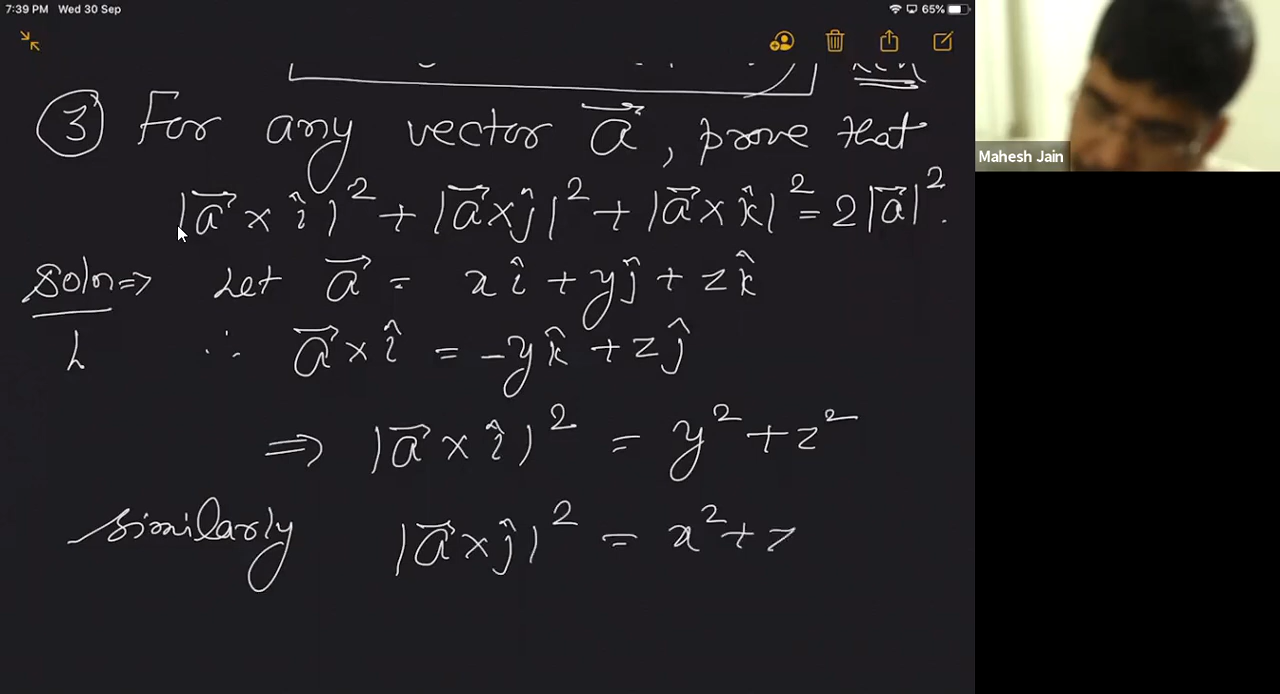 7:39 PM Wed 30 Sep
65%
③ For any vector a⃗, prove that
|a⃗ × î|² + |a⃗ × ĵ|² + |a⃗ × k̂|² = 2|a⃗|².
Soln ⇒ Let a⃗ = xî + yĵ + zk̂
∴ a⃗ × î = -yk̂ + zĵ
⇒ |a⃗ × î|² = y² + z²
Similarly |a⃗ × ĵ|² = x² + z
Mahesh Jain